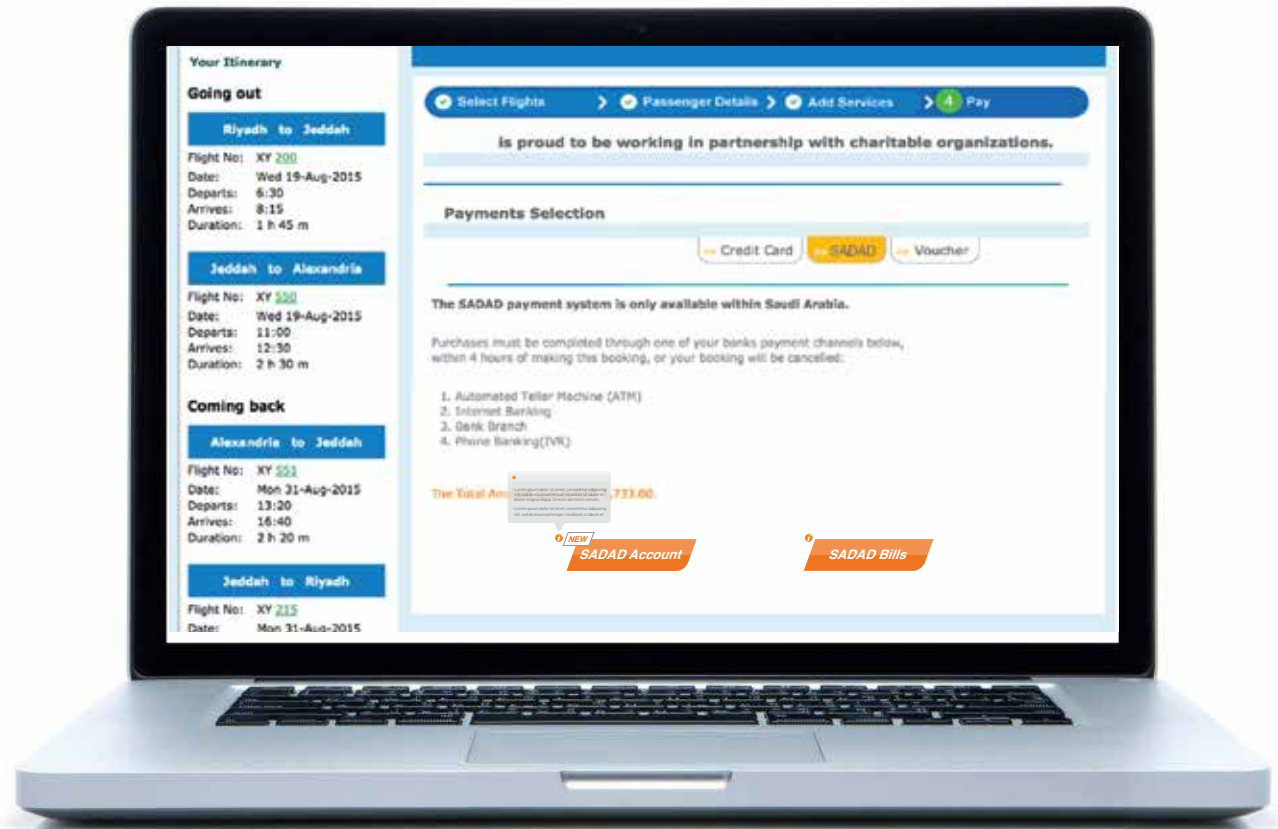 Your Itinerary
Going out
Riyadh to Jeddah
Flight No: XY 200
Date: Wed 19-Aug-2015
Departs: 6:30
Arrives: 8:15
Duration: 1 h 45 m
Jeddah to Alexandria
Flight No: XY 550
Date: Wed 19-Aug-2015
Departs: 11:00
Arrives: 12:30
Duration: 2 h 30 m
Coming back
Alexandria to Jeddah
Flight No: XY 551
Date: Mon 31-Aug-2015
Departs: 13:20
Arrives: 16:40
Duration: 2 h 20 m
Jeddah to Riyadh
Flight No: XY 215
Date: Mon 31-Aug-2015
Select Flights > Passenger Details > Add Services > 4 Pay
is proud to be working in partnership with charitable organizations.
Payments Selection
Credit Card SADAD Voucher
The SADAD payment system is only available within Saudi Arabia.
Purchases must be completed through one of your banks payment channels below,
within 4 hours of making this booking, or your booking will be cancelled:
1. Automated Teller Machine (ATM)
2. Internet Banking
3. Bank Branch
4. Phone Banking(IVR)
The Total ,733.00.
NEW
SADAD Account
SADAD Bills